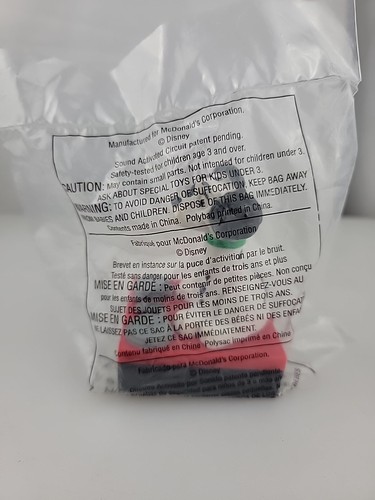 Manufactured for McDonald's Corporation,
© Disney
Sound Activated Circuit patent pending.
Safety-tested for children age 3 and over.
CAUTION: May contain small parts. Not intended for children under 3.
ASK ABOUT SPECIAL TOYS FOR KIDS UNDER 3.
WARNING: TO AVOID DANGER OF SUFFOCATION, KEEP BAG AWAY
FROM BABIES AND CHILDREN. DISPOSE OF THIS BAG IMMEDIATELY.
Contents made in China. Polybag printed in China.
Fabriqué pour McDonald's Corporation
© Disney
Brevet en instance sur la puce d'activation par le bruit.
Testé sans danger pour les enfants de trois ans et plus
MISE EN GARDE: Peut contenir de petites pièces. Non conçu
pour les enfants de moins de trois ans. RENSEIGNEZ-VOUS AU
SUJET DES JOUETS POUR LES MOINS DE TROIS ANS.
MISE EN GARDE: POUR ÉVITER LE DANGER DE SUFFOCAT
NE LAISSEZ PAS CE SAC À LA PORTÉE DES BÉBÉS NI DES ENFA
JETEZ CE SAC IMMÉDIATEMENT.
Contenu fabriqué en Chine. Polysac imprimé en Chine
Fabricado para McDonald's Corporation.
© Disney